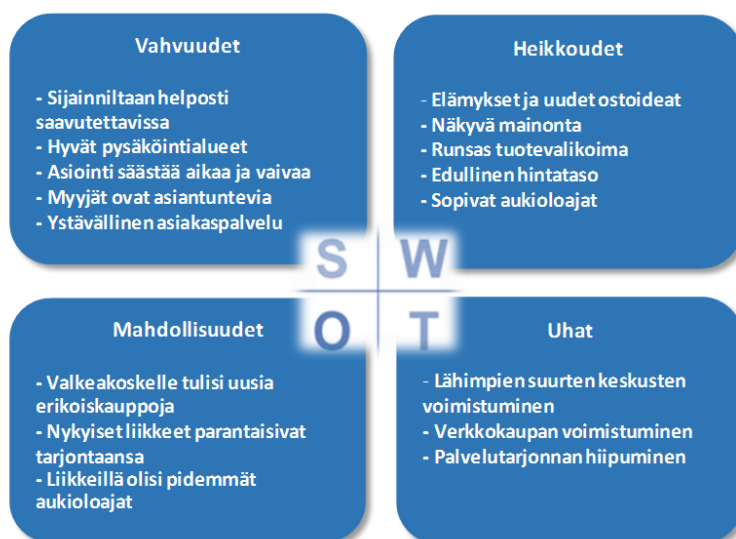 Vahvuudet
- Sijainniltaan helposti
saavutettavissa
- Hyvät pysäköintialueet
- Asiointi säästää aikaa ja vaivaa
- Myyjät ovat asiantuntevia
- Ystävällinen asiakaspalvelu
Heikkoudet
- Elämykset ja uudet ostoideat
- Näkyvä mainonta
- Runsas tuotevalikoima
- Edullinen hintataso
- Sopivat aukioloajat
S W
O T
Mahdollisuudet
- Valkeakoskelle tulisi uusia
erikoiskauppoja
- Nykyiset liikkeet parantaisivat
tarjontaansa
- Liikkeillä olisi pidemmät
aukioloajat
Uhat
- Lähimpien suurten keskusten
voimistuminen
- Verkkokaupan voimistuminen
- Palvelutarjonnan hiipuminen